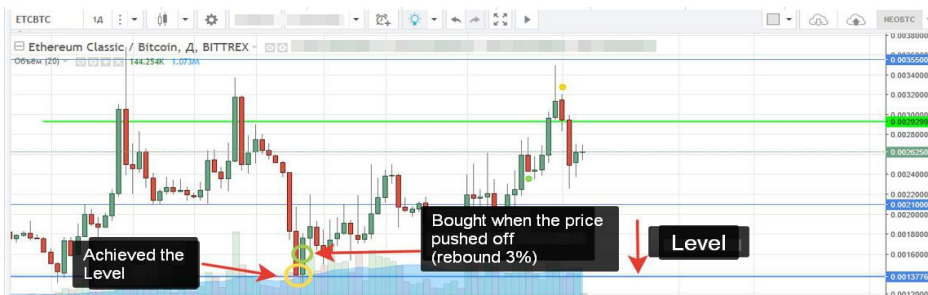 ETCBTC 1д NEOBTC
Ethereum Classic / Bitcoin, Д, BITTREX
Объём (20) 144.254K 1.073M
0.0038000
0.0035500
0.0034000
0.0032000
0.0029299
0.0028000
0.0026250
0.0024000
0.0022000
0.0021000
0.0020000
0.0018000
0.0016000
0.0013776
0.0012000
Bought when the price
pushed off
(rebound 3%)
Level
Achieved the
Level